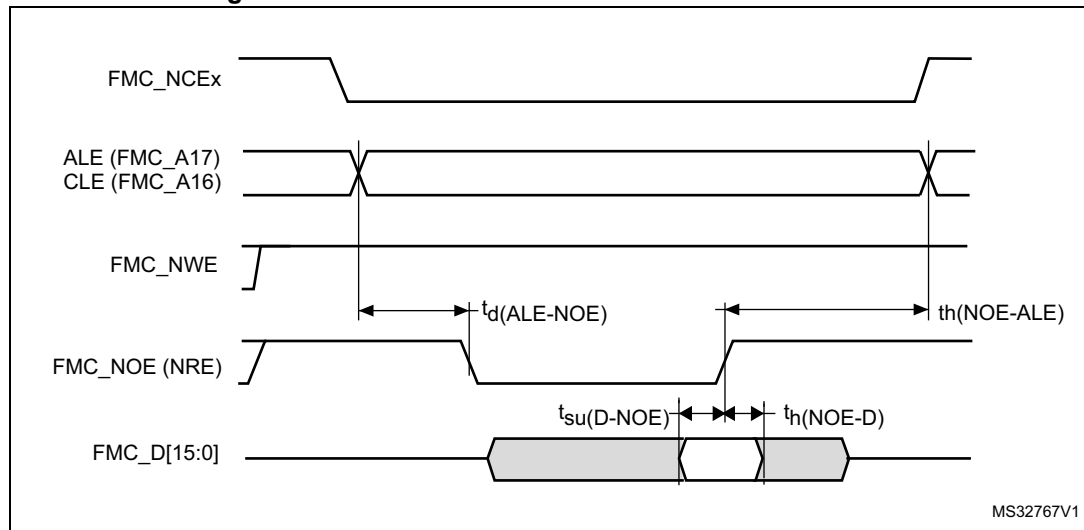 FMC_NCEx
ALE (FMC_A17)
CLE (FMC_A16)
FMC_NWE
td(ALE-NOE)
th(NOE-ALE)
FMC_NOE (NRE)
tsu(D-NOE)
th(NOE-D)
FMC_D[15:0]
MS32767V1